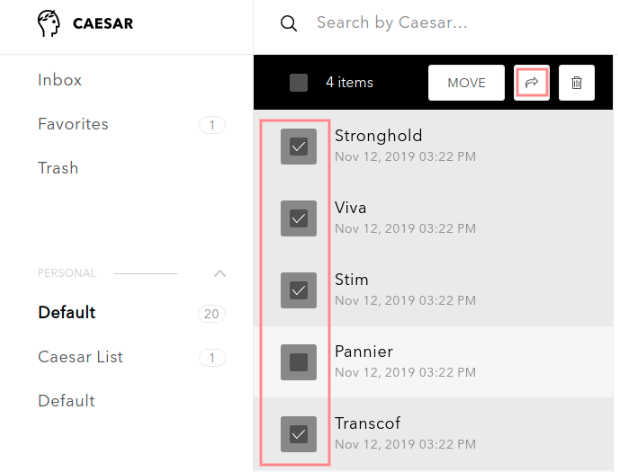 CAESAR
Search by Caesar...
Inbox
Favorites 1
Trash
PERSONAL
Default 20
Caesar List 1
Default
4 items MOVE
Stronghold
Nov 12, 2019 03:22 PM
Viva
Nov 12, 2019 03:22 PM
Stim
Nov 12, 2019 03:22 PM
Pannier
Nov 12, 2019 03:22 PM
Transcof
Nov 12, 2019 03:22 PM